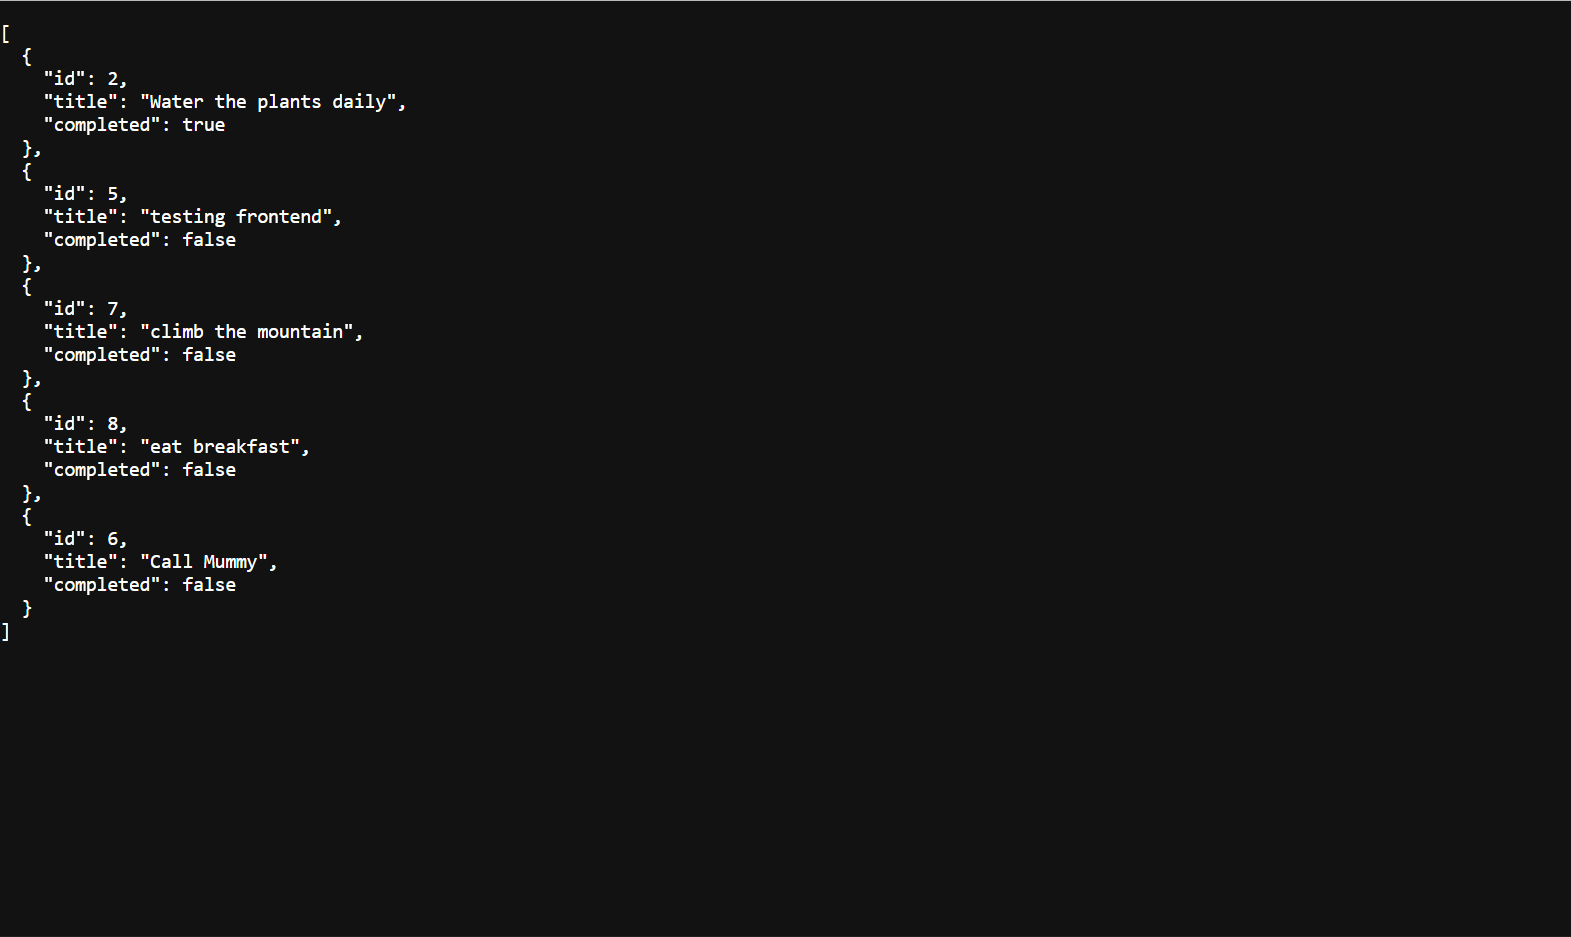 [
  {
    "id": 2,
    "title": "Water the plants daily",
    "completed": true
  },
  {
    "id": 5,
    "title": "testing frontend",
    "completed": false
  },
  {
    "id": 7,
    "title": "climb the mountain",
    "completed": false
  },
  {
    "id": 8,
    "title": "eat breakfast",
    "completed": false
  },
  {
    "id": 6,
    "title": "Call Mummy",
    "completed": false
  }
]